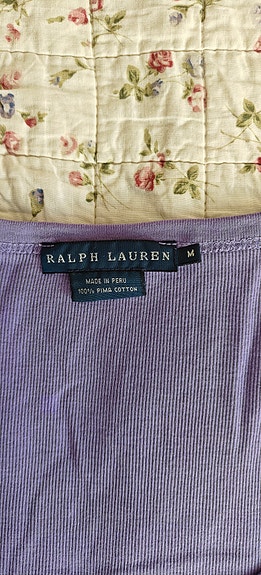 RALPH LAUREN
M
MADE IN PERU
100% PIMA COTTON